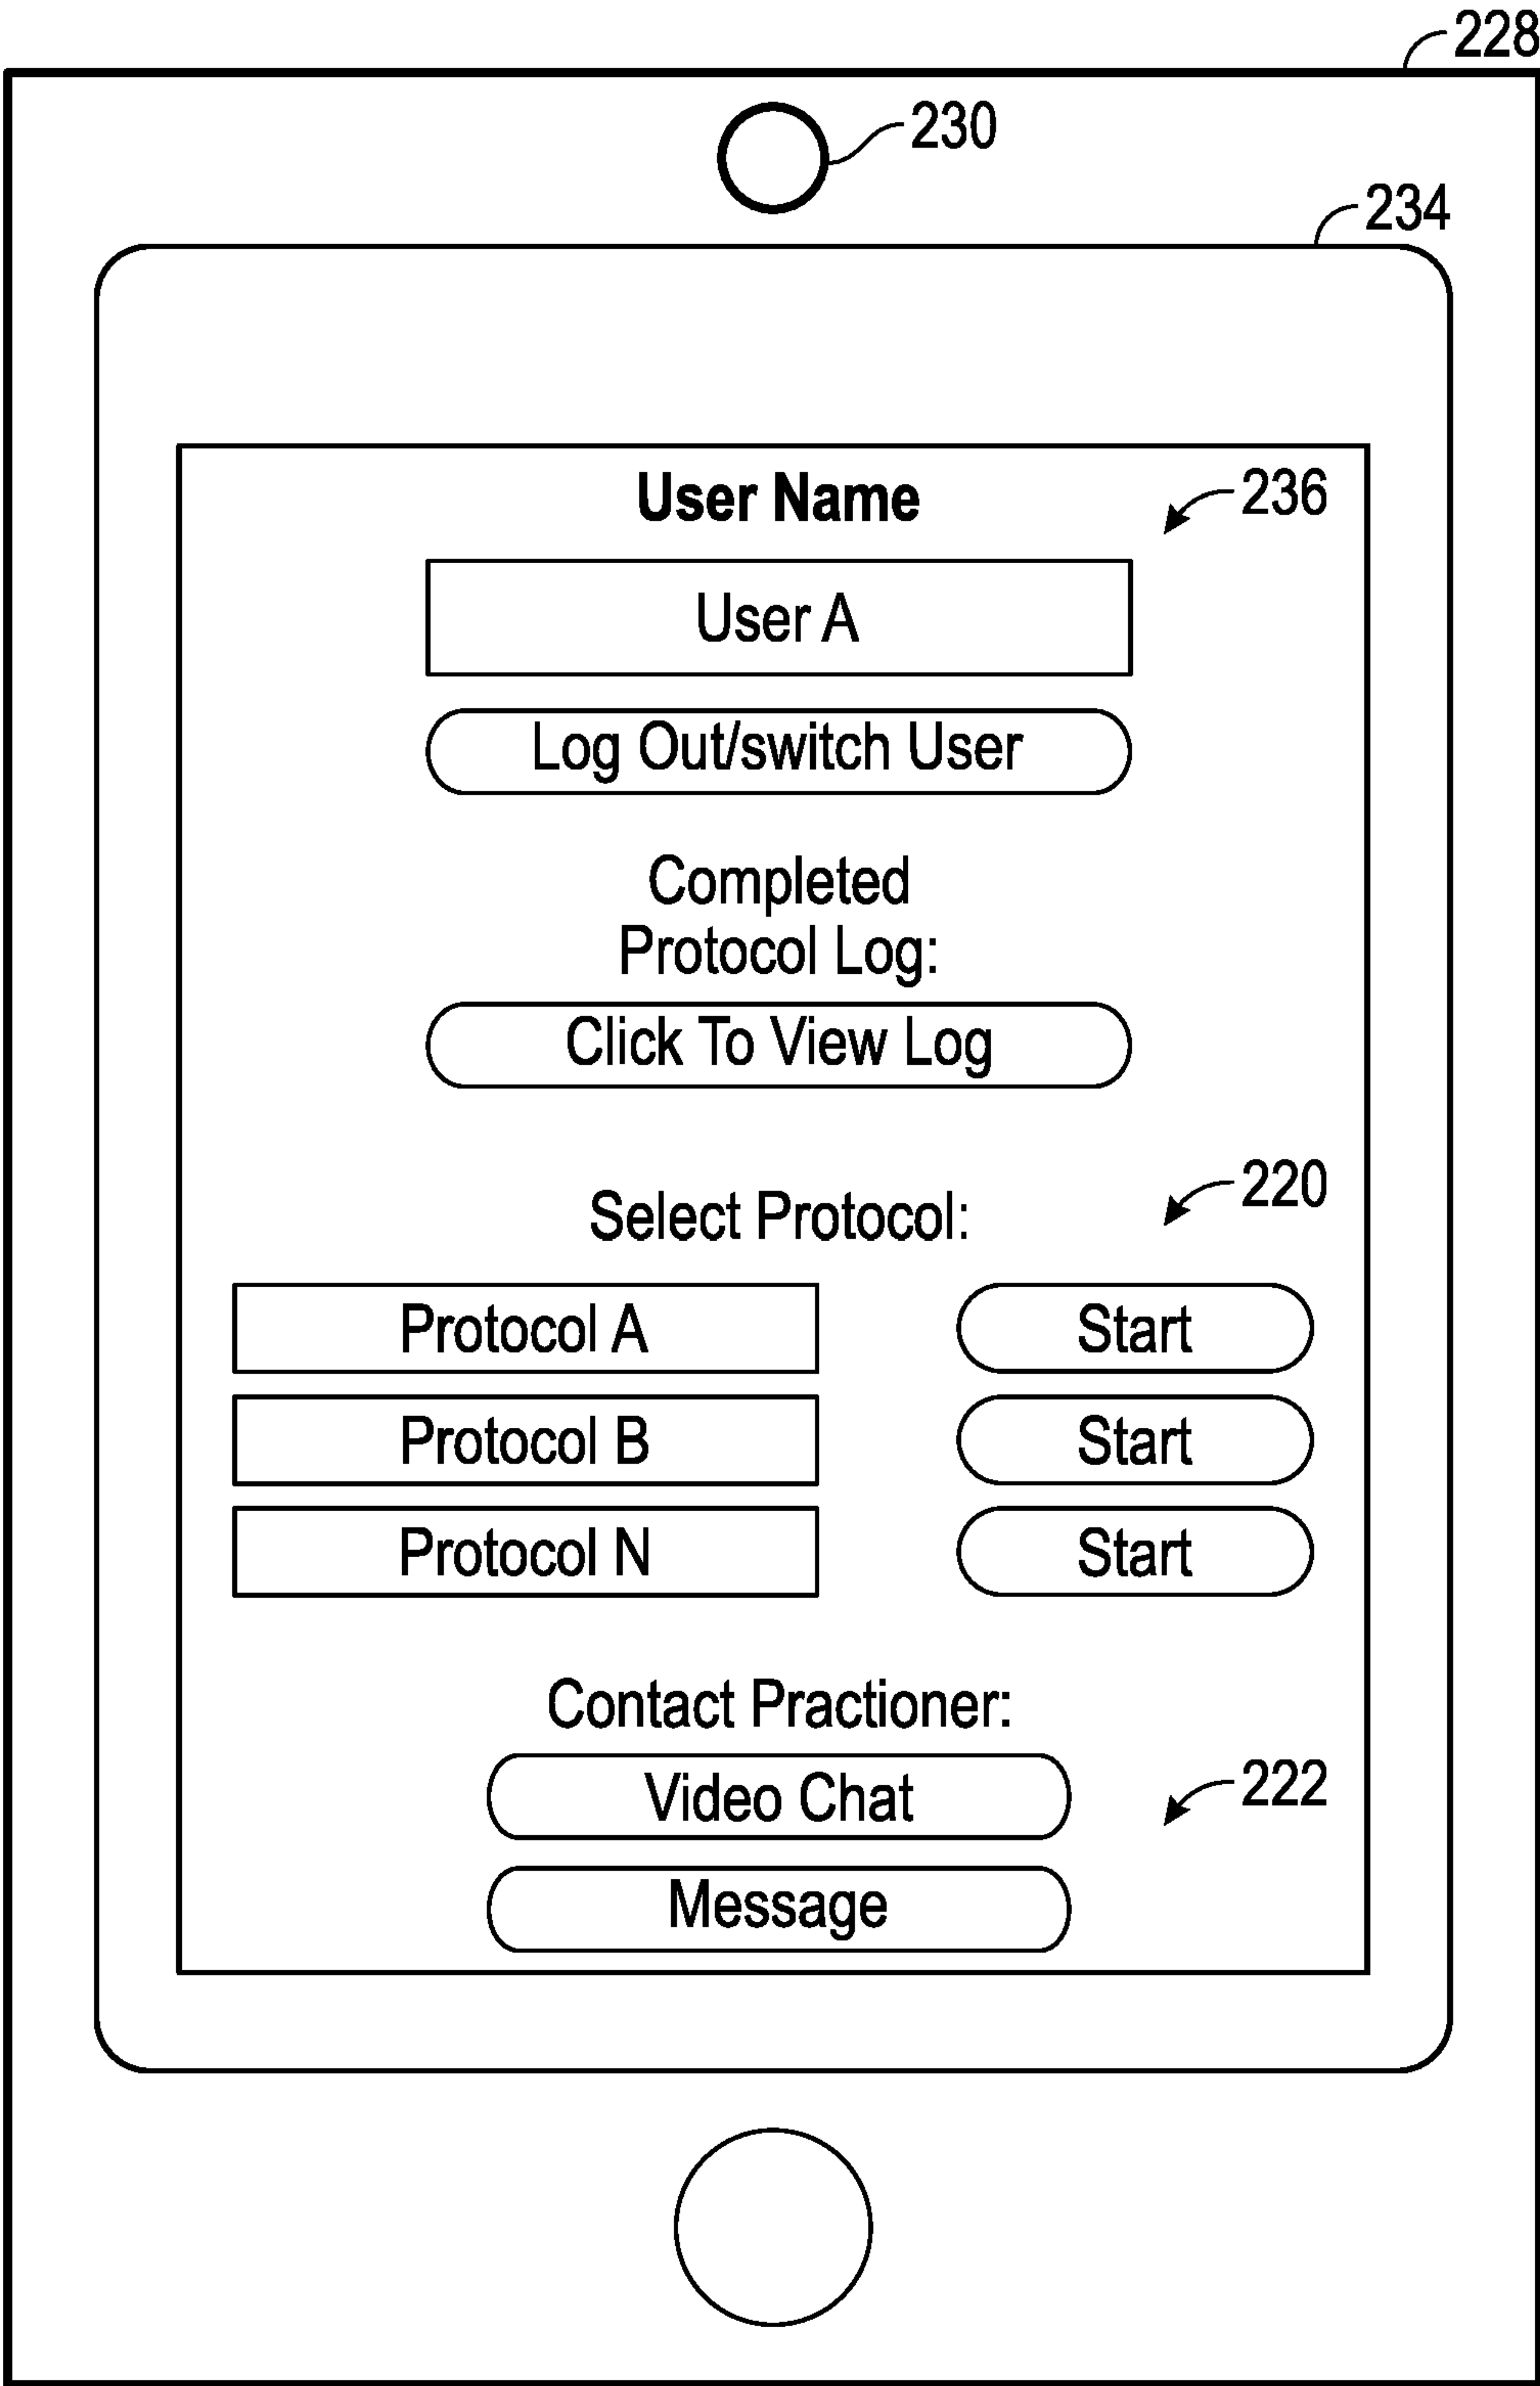 228
230
234
User Name
236
User A
Log Out/switch User
Completed
Protocol Log:
Click To View Log
Select Protocol:
220
Protocol A Start
Protocol B Start
Protocol N Start
Contact Practioner:
Video Chat
222
Message